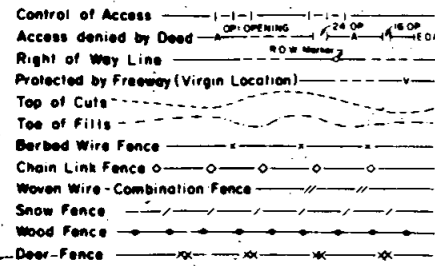 Control of Access
OP=OPENING 24 OP 16 OP
Access denied by Deed A A E DA
R.O.W. Marker
Right of Way Line
Protected by Freeway (Virgin Location) v
Top of Cuts
Toe of Fills
Berbed Wire Fence
Chain Link Fence
Woven Wire-Combination Fence
Snow Fence
Wood Fence
Deer-Fence